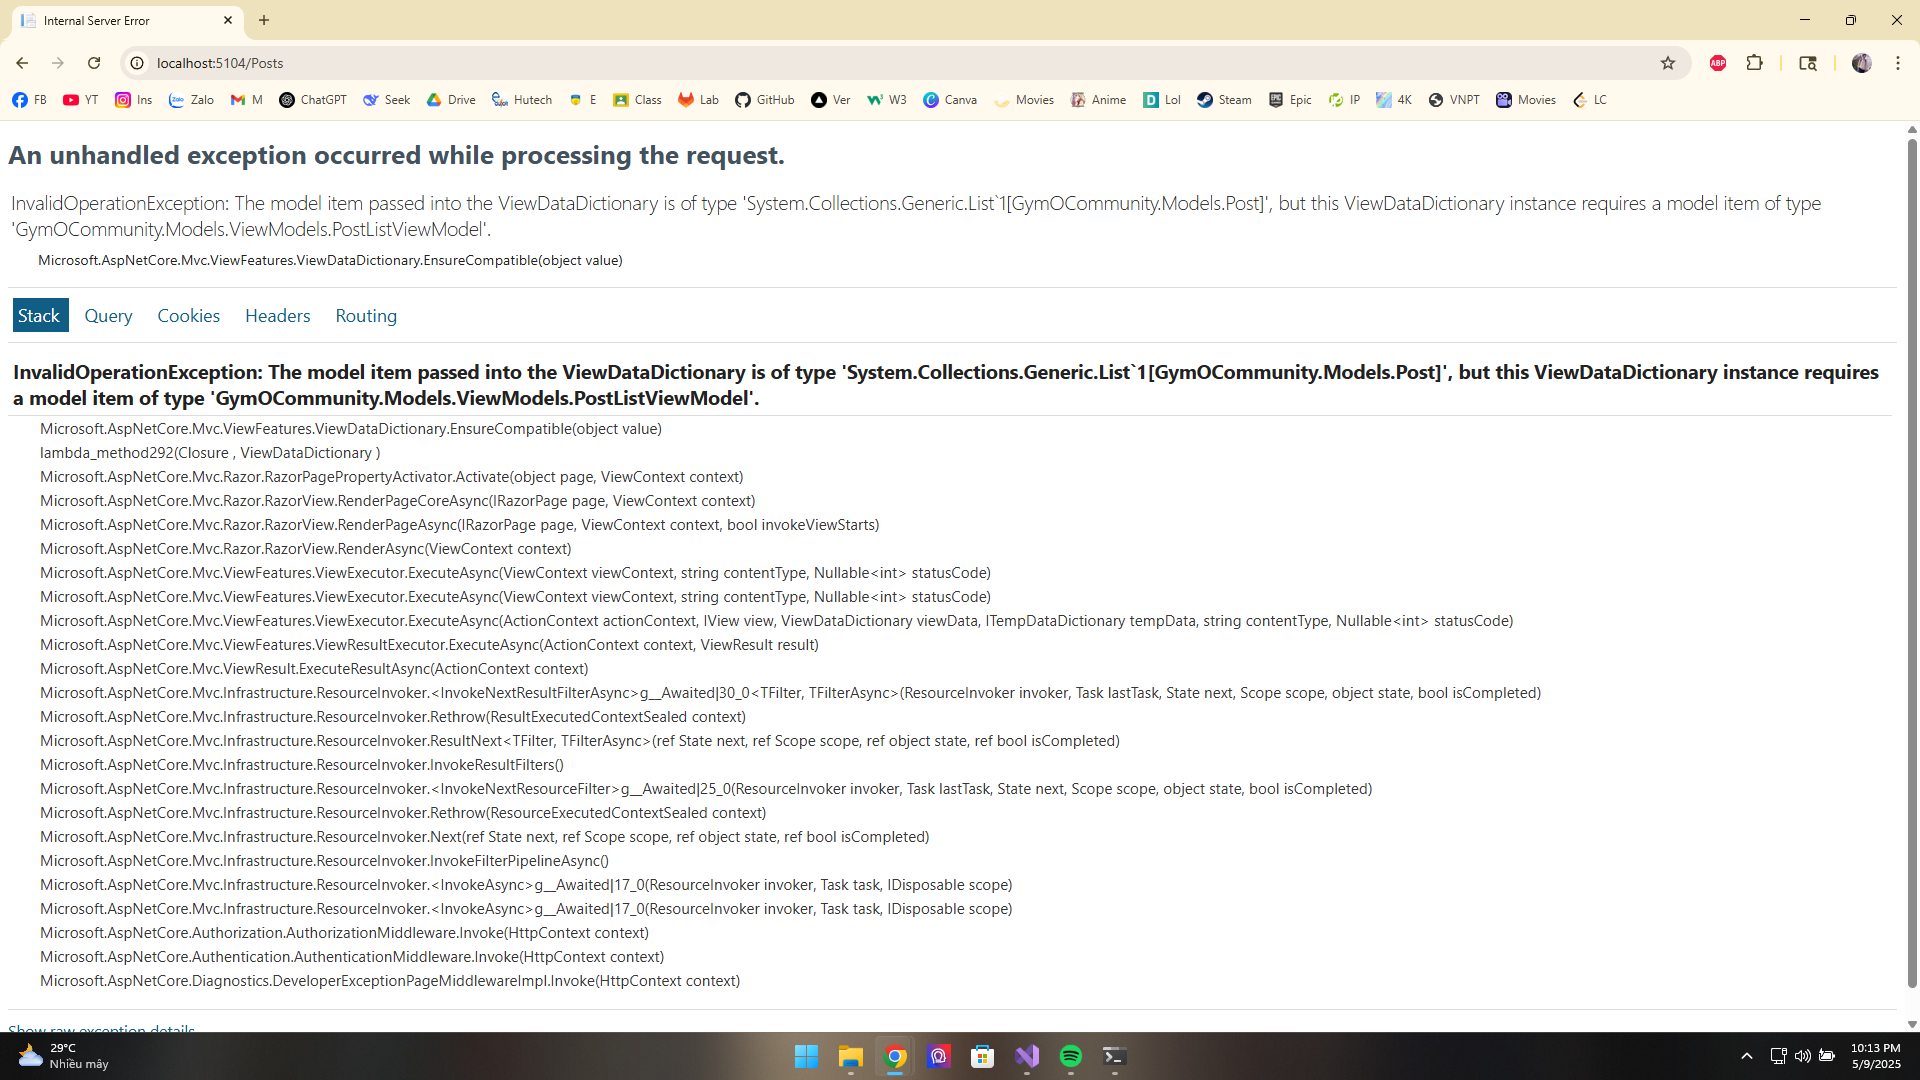 Internal Server Error
localhost:5104/Posts
FB YT Ins Zalo M ChatGPT Seek Drive Hutech E Class Lab GitHub Ver W3 Canva Movies Anime Lol Steam Epic IP 4K VNPT Movies LC
An unhandled exception occurred while processing the request.
InvalidOperationException: The model item passed into the ViewDataDictionary is of type 'System.Collections.Generic.List`1[GymOCommunity.Models.Post]', but this ViewDataDictionary instance requires a model item of type
'GymOCommunity.Models.ViewModels.PostListViewModel'.
Microsoft.AspNetCore.Mvc.ViewFeatures.ViewDataDictionary.EnsureCompatible(object value)
Stack Query Cookies Headers Routing
InvalidOperationException: The model item passed into the ViewDataDictionary is of type 'System.Collections.Generic.List`1[GymOCommunity.Models.Post]', but this ViewDataDictionary instance requires
a model item of type 'GymOCommunity.Models.ViewModels.PostListViewModel'.
Microsoft.AspNetCore.Mvc.ViewFeatures.ViewDataDictionary.EnsureCompatible(object value)
lambda_method292(Closure , ViewDataDictionary )
Microsoft.AspNetCore.Mvc.Razor.RazorPagePropertyActivator.Activate(object page, ViewContext context)
Microsoft.AspNetCore.Mvc.Razor.RazorView.RenderPageCoreAsync(IRazorPage page, ViewContext context)
Microsoft.AspNetCore.Mvc.Razor.RazorView.RenderPageAsync(IRazorPage page, ViewContext context, bool invokeViewStarts)
Microsoft.AspNetCore.Mvc.Razor.RazorView.RenderAsync(ViewContext context)
Microsoft.AspNetCore.Mvc.ViewFeatures.ViewExecutor.ExecuteAsync(ViewContext viewContext, string contentType, Nullable<int> statusCode)
Microsoft.AspNetCore.Mvc.ViewFeatures.ViewExecutor.ExecuteAsync(ViewContext viewContext, string contentType, Nullable<int> statusCode)
Microsoft.AspNetCore.Mvc.ViewFeatures.ViewExecutor.ExecuteAsync(ActionContext actionContext, IView view, ViewDataDictionary viewData, ITempDataDictionary tempData, string contentType, Nullable<int> statusCode)
Microsoft.AspNetCore.Mvc.ViewFeatures.ViewResultExecutor.ExecuteAsync(ActionContext context, ViewResult result)
Microsoft.AspNetCore.Mvc.ViewResult.ExecuteResultAsync(ActionContext context)
Microsoft.AspNetCore.Mvc.Infrastructure.ResourceInvoker.<InvokeNextResultFilterAsync>g__Awaited|30_0<TFilter, TFilterAsync>(ResourceInvoker invoker, Task lastTask, State next, Scope scope, object state, bool isCompleted)
Microsoft.AspNetCore.Mvc.Infrastructure.ResourceInvoker.Rethrow(ResultExecutedContextSealed context)
Microsoft.AspNetCore.Mvc.Infrastructure.ResourceInvoker.ResultNext<TFilter, TFilterAsync>(ref State next, ref Scope scope, ref object state, ref bool isCompleted)
Microsoft.AspNetCore.Mvc.Infrastructure.ResourceInvoker.InvokeResultFilters()
Microsoft.AspNetCore.Mvc.Infrastructure.ResourceInvoker.<InvokeNextResourceFilter>g__Awaited|25_0(ResourceInvoker invoker, Task lastTask, State next, Scope scope, object state, bool isCompleted)
Microsoft.AspNetCore.Mvc.Infrastructure.ResourceInvoker.Rethrow(ResourceExecutedContextSealed context)
Microsoft.AspNetCore.Mvc.Infrastructure.ResourceInvoker.Next(ref State next, ref Scope scope, ref object state, ref bool isCompleted)
Microsoft.AspNetCore.Mvc.Infrastructure.ResourceInvoker.InvokeFilterPipelineAsync()
Microsoft.AspNetCore.Mvc.Infrastructure.ResourceInvoker.<InvokeAsync>g__Awaited|17_0(ResourceInvoker invoker, Task task, IDisposable scope)
Microsoft.AspNetCore.Mvc.Infrastructure.ResourceInvoker.<InvokeAsync>g__Awaited|17_0(ResourceInvoker invoker, Task task, IDisposable scope)
Microsoft.AspNetCore.Authorization.AuthorizationMiddleware.Invoke(HttpContext context)
Microsoft.AspNetCore.Authentication.AuthenticationMiddleware.Invoke(HttpContext context)
Microsoft.AspNetCore.Diagnostics.DeveloperExceptionPageMiddlewareImpl.Invoke(HttpContext context)
Show raw exception details
29°C
Nhiều mây
10:13 PM
5/9/2025